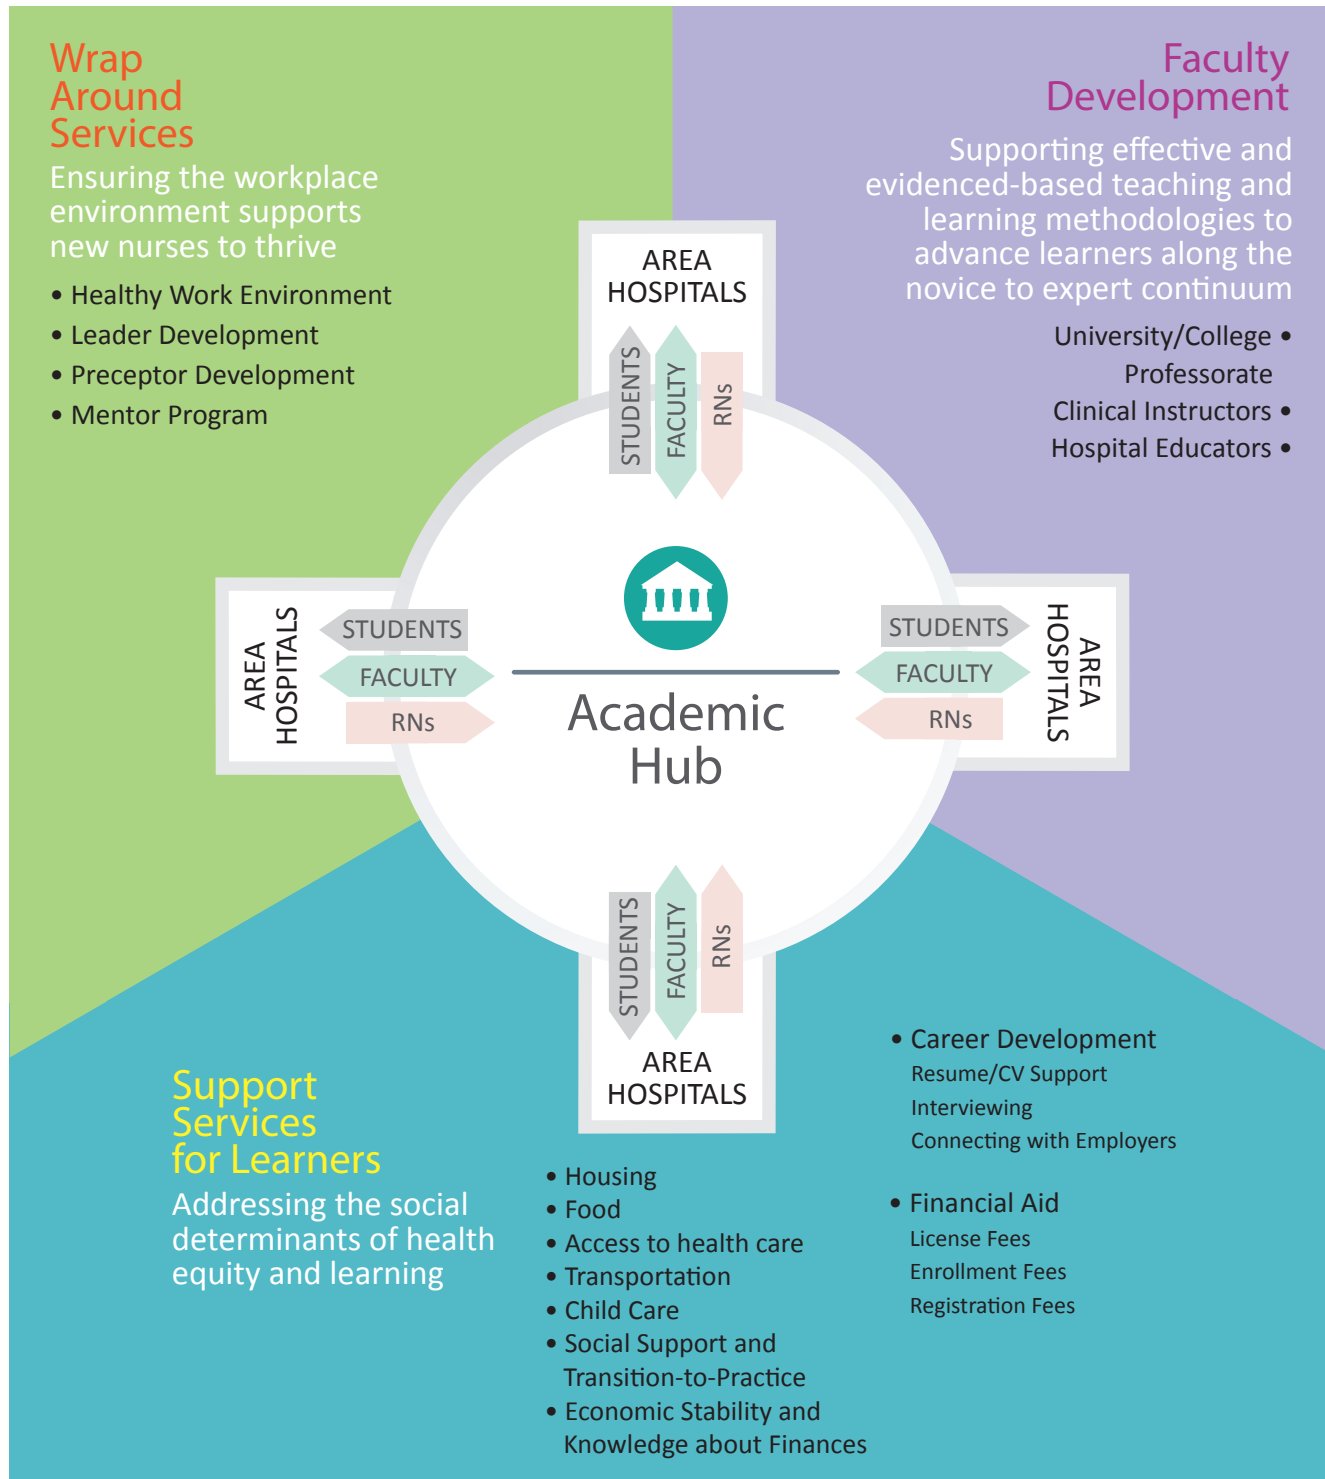 Wrap
Around
Services
Ensuring the workplace
environment supports
new nurses to thrive
• Healthy Work Environment
• Leader Development
• Preceptor Development
• Mentor Program
Faculty
Development
Supporting effective and
evidenced-based teaching and
learning methodologies to
advance learners along the
novice to expert continuum
University/College •
Professorate
Clinical Instructors •
Hospital Educators •
AREA
HOSPITALS
STUDENTS
FACULTY
RNs
AREA
HOSPITALS
STUDENTS
FACULTY
RNs
Academic
Hub
STUDENTS
FACULTY
RNs
AREA
HOSPITALS
STUDENTS
FACULTY
RNs
AREA
HOSPITALS
Support
Services
for Learners
Addressing the social
determinants of health
equity and learning
• Housing
• Food
• Access to health care
• Transportation
• Child Care
• Social Support and
Transition-to-Practice
• Economic Stability and
Knowledge about Finances
• Career Development
Resume/CV Support
Interviewing
Connecting with Employers
• Financial Aid
License Fees
Enrollment Fees
Registration Fees